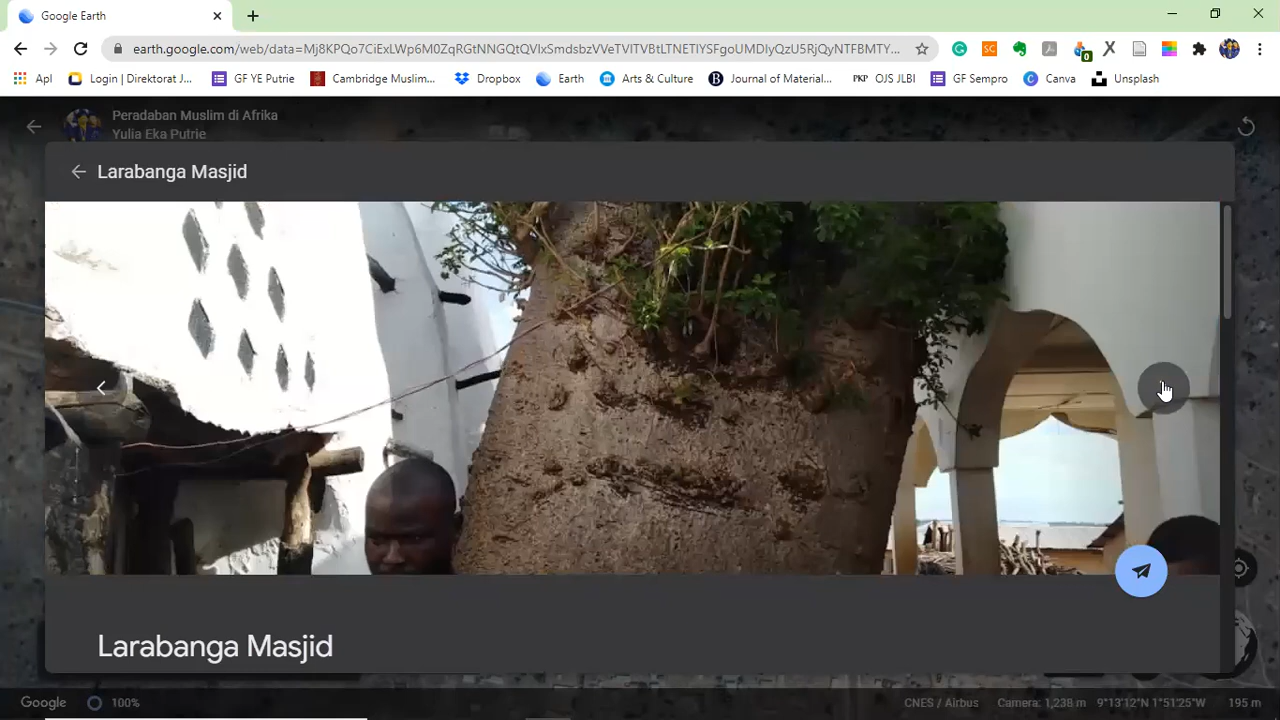 Google Earth
earth.google.com/web/data=Mj8KPQo7CiExLWp6M0ZqRGtNNGQtQVIxSmdsbzVVeTVlTVBtLTNETlYSFgoUMDIyQzU5RjQyNTFBMTY...
Apl
Login | Direktorat J...
GF YE Putrie
Cambridge Muslim...
Dropbox
Earth
Arts & Culture
Journal of Material...
OJS JLBI
GF Sempro
Canva
Unsplash
Peradaban Muslim di Afrika
Yulia Eka Putrie
Larabanga Masjid
Larabanga Masjid
Google
100%
CNES / Airbus
Camera: 1,238 m
9°13'12"N 1°51'25"W
195 m